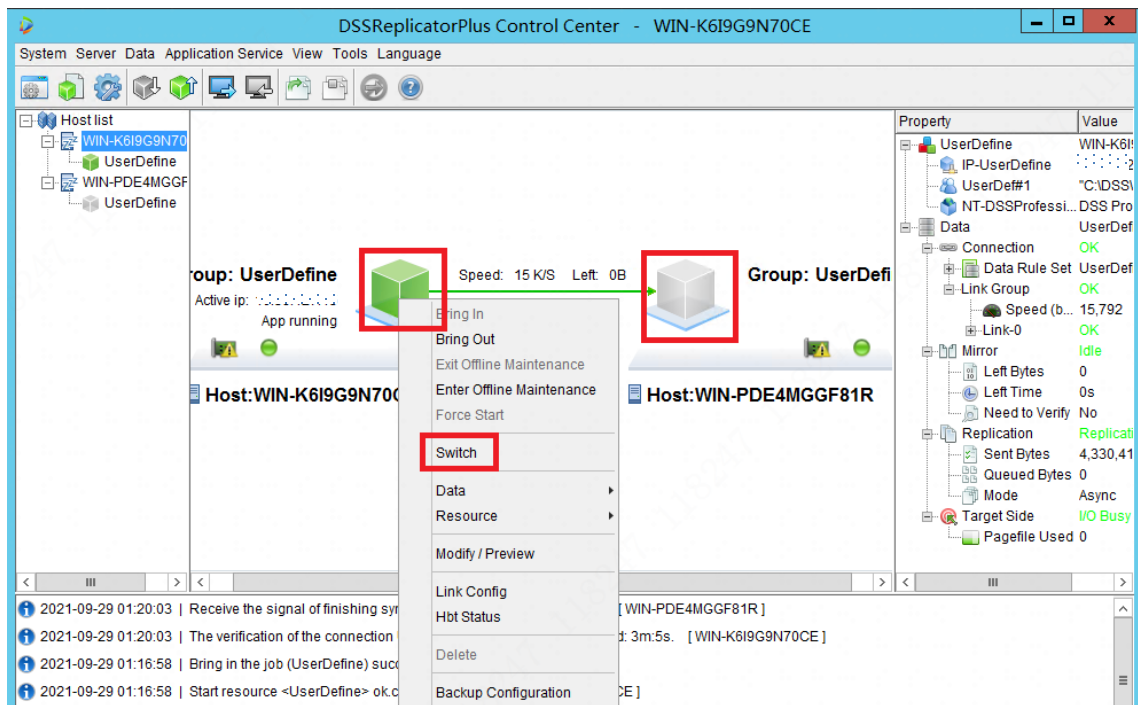 DSSReplicatorPlus Control Center - WIN-K6I9G9N70CE
System Server Data Application Service View Tools Language
Host list
WIN-K6I9G9N70
UserDefine
WIN-PDE4MGGF
UserDefine
roup: UserDefine
Active ip:
App running
Speed: 15 K/S Left: 0B
Group: UserDefi
Host:WIN-K6I9G9N70C
Host:WIN-PDE4MGGF81R
Bring In
Bring Out
Exit Offline Maintenance
Enter Offline Maintenance
Force Start
Switch
Data
Resource
Modify / Preview
Link Config
Hbt Status
Delete
Backup Configuration
Property Value
UserDefine WIN-K6I9
IP-UserDefine
UserDef#1 "C:\DSS\
NT-DSSProfessi... DSS Pro
Data UserDef
Connection OK
Data Rule Set UserDef
Link Group OK
Speed (b... 15,792
Link-0 OK
Mirror Idle
Left Bytes 0
Left Time 0s
Need to Verify No
Replication Replicati
Sent Bytes 4,330,41
Queued Bytes 0
Mode Async
Target Side I/O Busy
Pagefile Used 0
2021-09-29 01:20:03 | Receive the signal of finishing syn [ WIN-PDE4MGGF81R ]
2021-09-29 01:20:03 | The verification of the connection d: 3m:5s. [ WIN-K6I9G9N70CE ]
2021-09-29 01:16:58 | Bring in the job (UserDefine) succ
2021-09-29 01:16:58 | Start resource <UserDefine> ok.c CE ]